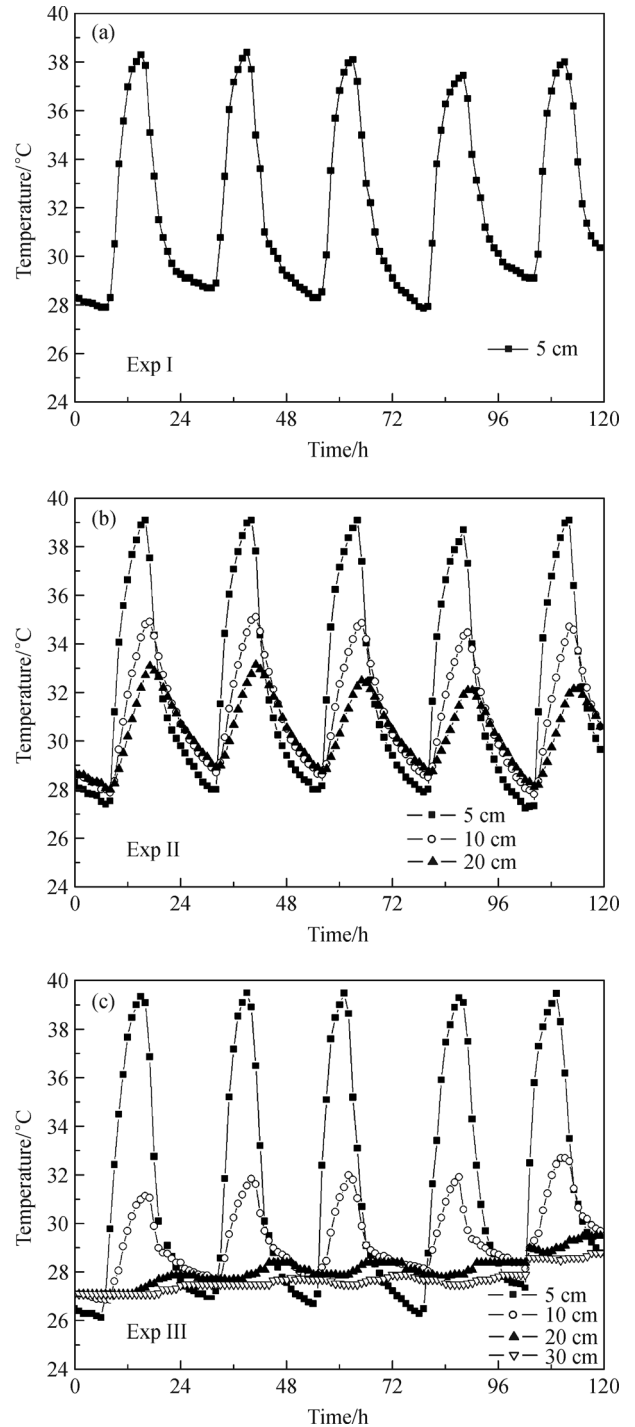 (a)
40
38
36
34
32
30
28
26
24
Temperature/°C
Exp I
5 cm
0 24 48 72 96 120
Time/h
(b)
40
38
36
34
32
30
28
26
24
Temperature/°C
Exp II
5 cm
10 cm
20 cm
0 24 48 72 96 120
Time/h
(c)
40
38
36
34
32
30
28
26
24
Temperature/°C
Exp III
5 cm
10 cm
20 cm
30 cm
0 24 48 72 96 120
Time/h